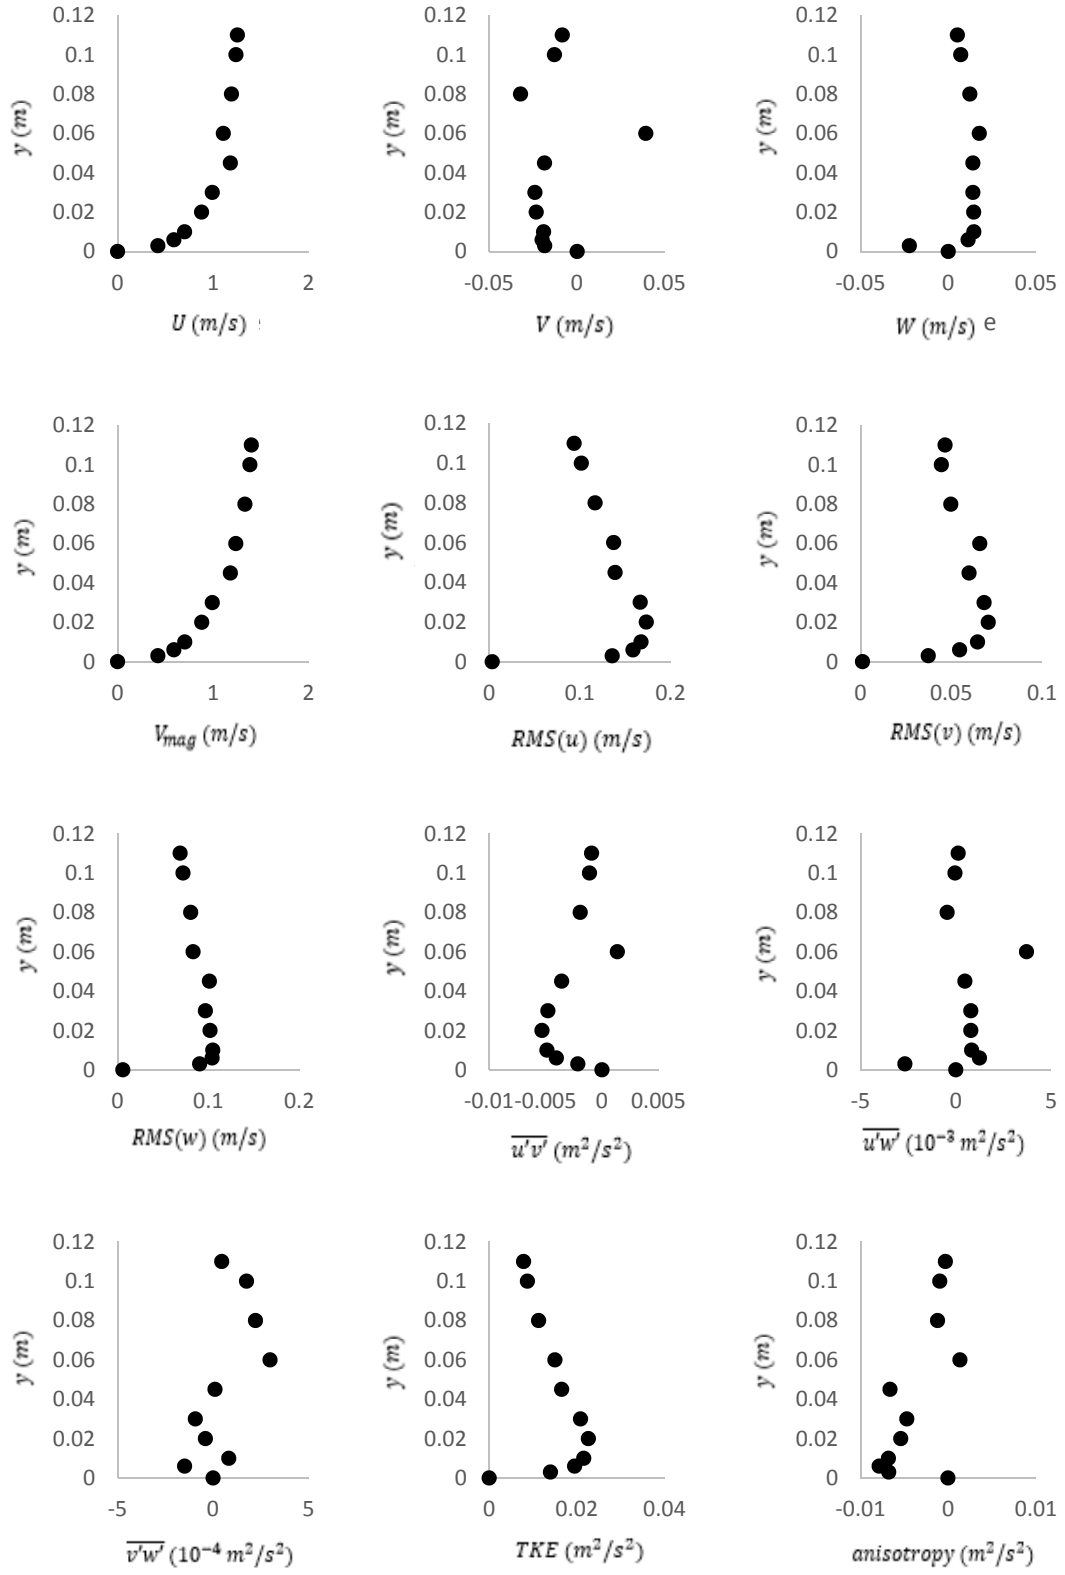 0.12 0.12 0.12
0.1 0.1 0.1
0.08 0.08 0.08
y (m) y (m) y (m)
0.06 0.06 0.06
0.04 0.04 0.04
0.02 0.02 0.02
0 0 0
0 1 2 -0.05 0 0.05 -0.05 0 0.05
U (m/s) V (m/s) W (m/s) e
0.12 0.12 0.12
0.1 0.1 0.1
0.08 0.08 0.08
y (m) y (m) y (m)
0.06 0.06 0.06
0.04 0.04 0.04
0.02 0.02 0.02
0 0 0
0 1 2 0 0.1 0.2 0 0.05 0.1
V_{mag} (m/s) RMS(u) (m/s) RMS(v) (m/s)
0.12 0.12 0.12
0.1 0.1 0.1
0.08 0.08 0.08
y (m) y (m) y (m)
0.06 0.06 0.06
0.04 0.04 0.04
0.02 0.02 0.02
0 0 0
0 0.1 0.2 -0.01 -0.005 0 0.005 -5 0 5
RMS(w) (m/s) u'v' (m²/s²) u'w' (10⁻³ m²/s²)
0.12 0.12 0.12
0.1 0.1 0.1
0.08 0.08 0.08
y (m) y (m) y (m)
0.06 0.06 0.06
0.04 0.04 0.04
0.02 0.02 0.02
0 0 0
-5 0 5 0 0.02 0.04 -0.01 0 0.01
v'w' (10⁻⁴ m²/s²) TKE (m²/s²) anisotropy (m²/s²)